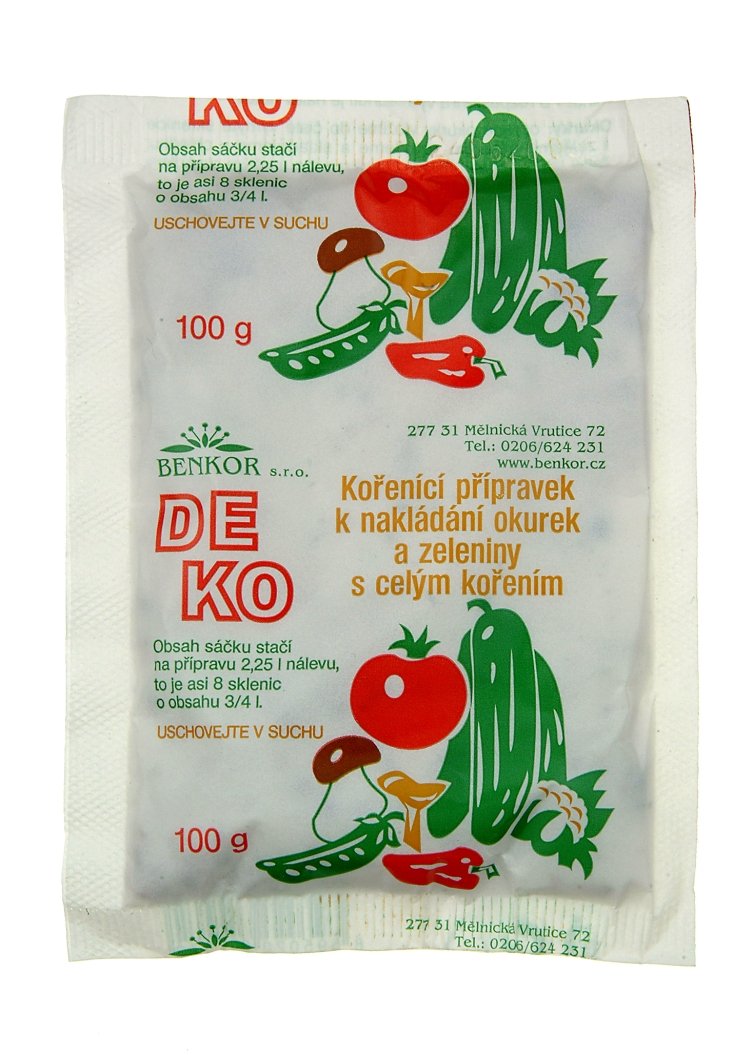 KO
Obsah sáčku stačí
na přípravu 2,25 l nálevu,
to je asi 8 sklenic
o obsahu 3/4 l.
USCHOVEJTE V SUCHU
100 g
277 31 Mělnická Vrutice 72
Tel.: 0206/624 231
www.benkor.cz
BENKOR s.r.o.
DE
KO
Kořenící přípravek
k nakládání okurek
a zeleniny
s celým kořením
Obsah sáčku stačí
na přípravu 2,25 l nálevu,
to je asi 8 sklenic
o obsahu 3/4 l.
USCHOVEJTE V SUCHU
100 g
277 31 Mělnická Vrutice 72
Tel.: 0206/624 231